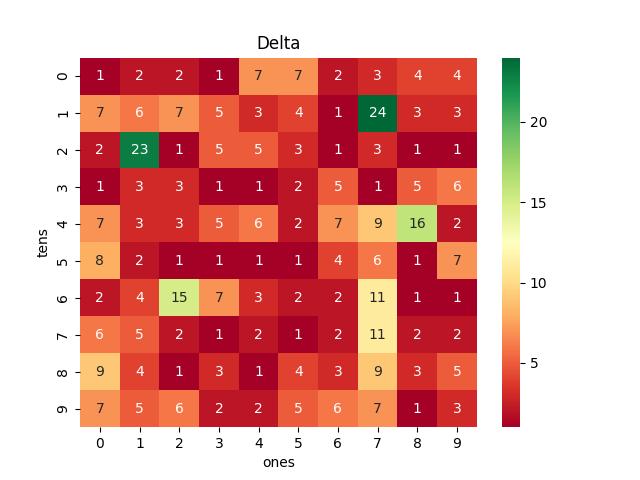 Delta
0 1 2 2 1 7 7 2 3 4 4
1 7 6 7 5 3 4 1 24 3 3
2 2 23 1 5 5 3 1 3 1 1
3 1 3 3 1 1 2 5 1 5 6
4 7 3 3 5 6 2 7 9 16 2
5 8 2 1 1 1 1 4 6 1 7
6 2 4 15 7 3 2 2 11 1 1
7 6 5 2 1 2 1 2 11 2 2
8 9 4 1 3 1 4 3 9 3 5
9 7 5 6 2 2 5 6 7 1 3
0 1 2 3 4 5 6 7 8 9
ones
tens
20
15
10
5